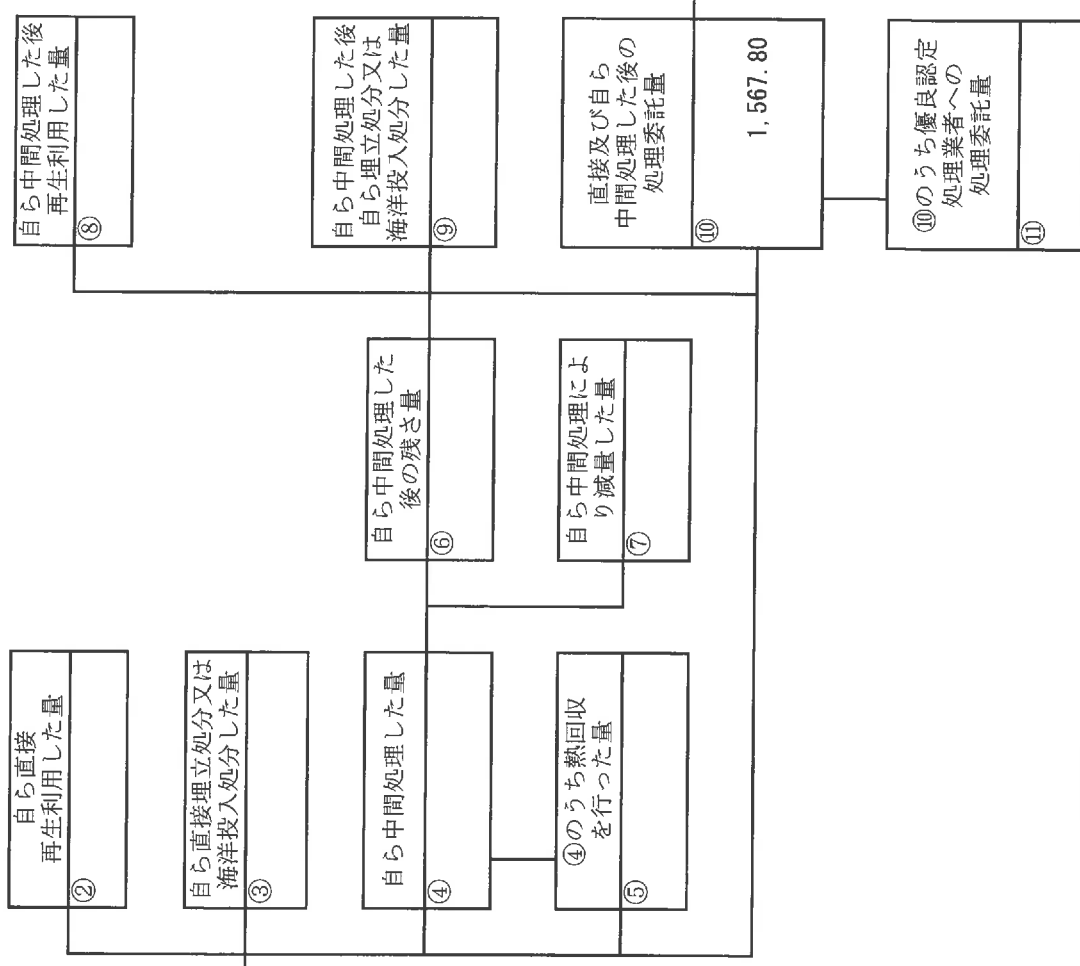 自ら直接
再生利用した量
②
自ら直接埋立処分又は
海洋投入処分した量
③
自ら中間処理した量
④
④のうち熱回収
を行った量
⑤
自ら中間処理した
後の残さ量
⑥
自ら中間処理によ
り減量した量
⑦
自ら中間処理した後
再生利用した量
⑧
自ら中間処理した後
自ら埋立処分又は
海洋投入処分した量
⑨
直接及び自ら
中間処理した後の
処理委託量
⑩
1,567.80
⑩のうち優良認定
処理業者への
処理委託量
⑪